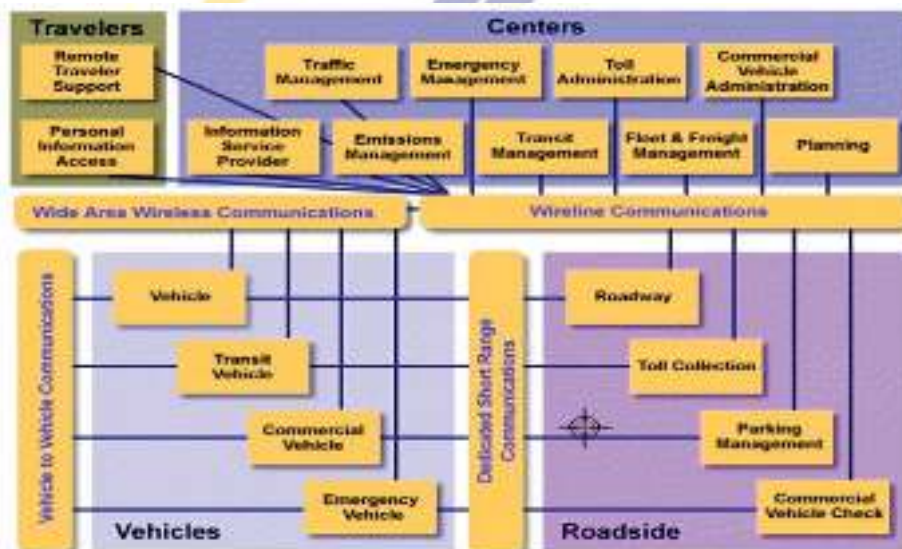 Travelers
Centers
Remote
Traveler
Support
Traffic
Management
Emergency
Management
Toll
Administration
Commercial
Vehicle
Administration
Personal
Information
Access
Information
Service
Provider
Emissions
Management
Transit
Management
Fleet & Freight
Management
Planning
Wide Area Wireless Communications
Wireline Communications
Vehicle to Vehicle Communications
Vehicle
Transit
Vehicle
Commercial
Vehicle
Emergency
Vehicle
Vehicles
Dedicated Short Range
Communications
Roadway
Toll Collection
Parking
Management
Commercial
Vehicle Check
Roadside